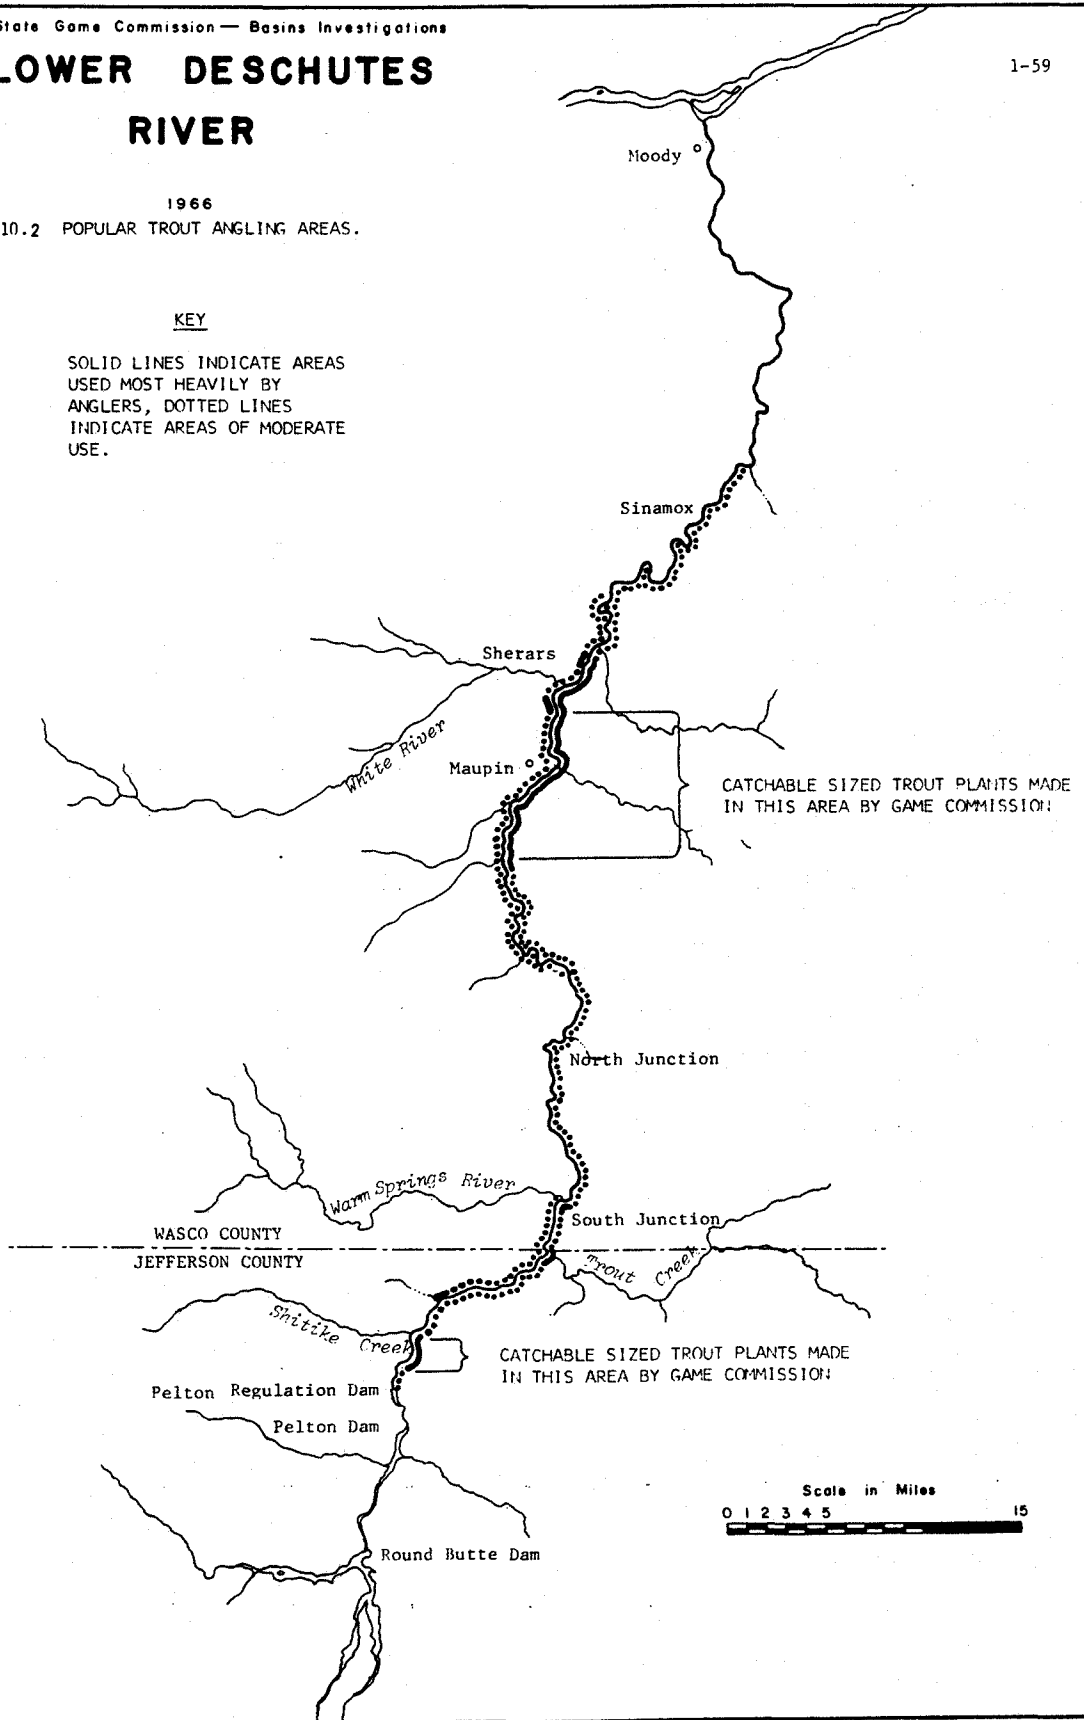 State Game Commission — Basins Investigations
LOWER DESCHUTES
RIVER
1-59
1966
10.2 POPULAR TROUT ANGLING AREAS.
KEY
SOLID LINES INDICATE AREAS
USED MOST HEAVILY BY
ANGLERS, DOTTED LINES
INDICATE AREAS OF MODERATE
USE.
Moody
Sinamox
Sherars
White River
Maupin
CATCHABLE SIZED TROUT PLANTS MADE
IN THIS AREA BY GAME COMMISSION
North Junction
Warm Springs River
South Junction
WASCO COUNTY
JEFFERSON COUNTY
Trout Creek
Shitike Creek
CATCHABLE SIZED TROUT PLANTS MADE
IN THIS AREA BY GAME COMMISSION
Pelton Regulation Dam
Pelton Dam
Scale in Miles
0 1 2 3 4 5 15
Round Butte Dam